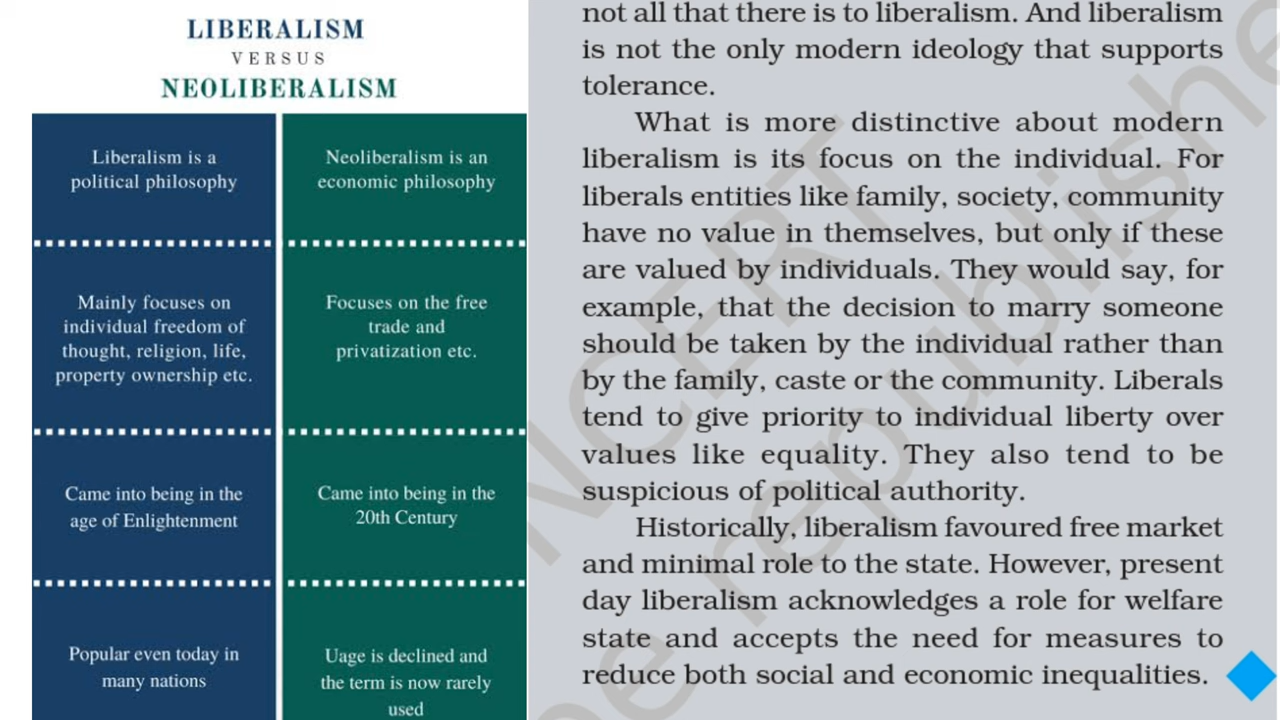 LIBERALISM
VERSUS
NEOLIBERALISM
Liberalism is a
political philosophy
Neoliberalism is an
economic philosophy
Mainly focuses on
individual freedom of
thought, religion, life,
property ownership etc.
Focuses on the free
trade and
privatization etc.
Came into being in the
age of Enlightenment
Came into being in the
20th Century
Popular even today in
many nations
Uage is declined and
the term is now rarely
used
not all that there is to liberalism. And liberalism
is not the only modern ideology that supports
tolerance.
What is more distinctive about modern
liberalism is its focus on the individual. For
liberals entities like family, society, community
have no value in themselves, but only if these
are valued by individuals. They would say, for
example, that the decision to marry someone
should be taken by the individual rather than
by the family, caste or the community. Liberals
tend to give priority to individual liberty over
values like equality. They also tend to be
suspicious of political authority.
Historically, liberalism favoured free market
and minimal role to the state. However, present
day liberalism acknowledges a role for welfare
state and accepts the need for measures to
reduce both social and economic inequalities.
NCERT
republishe